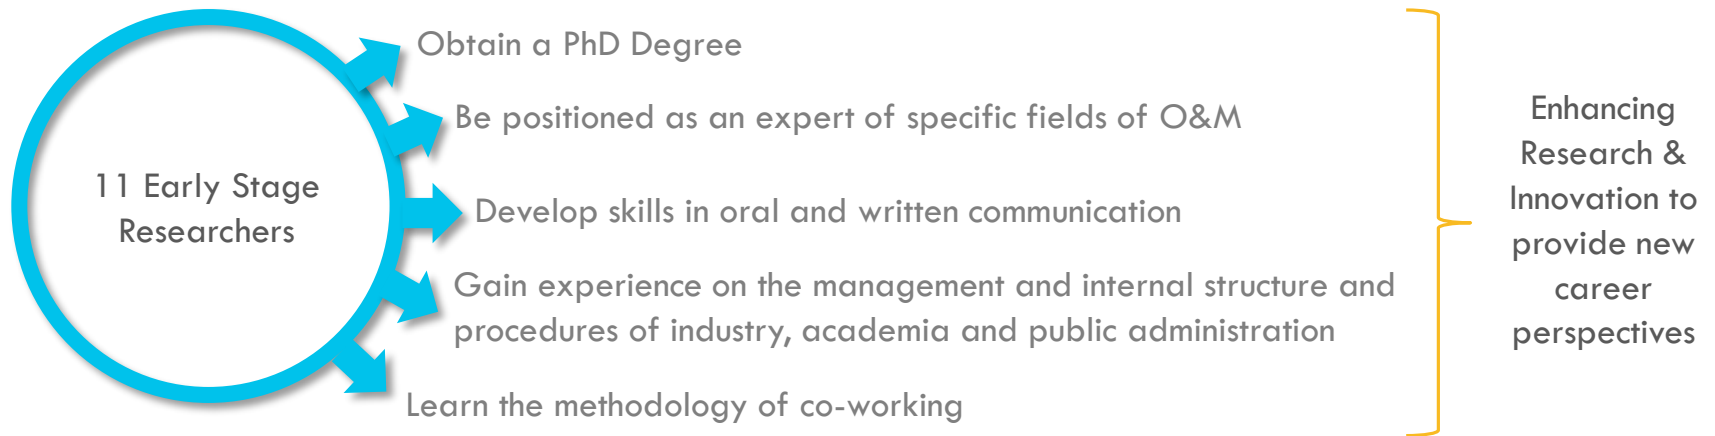 11 Early Stage
Researchers
Obtain a PhD Degree
Be positioned as an expert of specific fields of O&M
Develop skills in oral and written communication
Gain experience on the management and internal structure and
procedures of industry, academia and public administration
Learn the methodology of co-working
Enhancing
Research &
Innovation to
provide new
career
perspectives